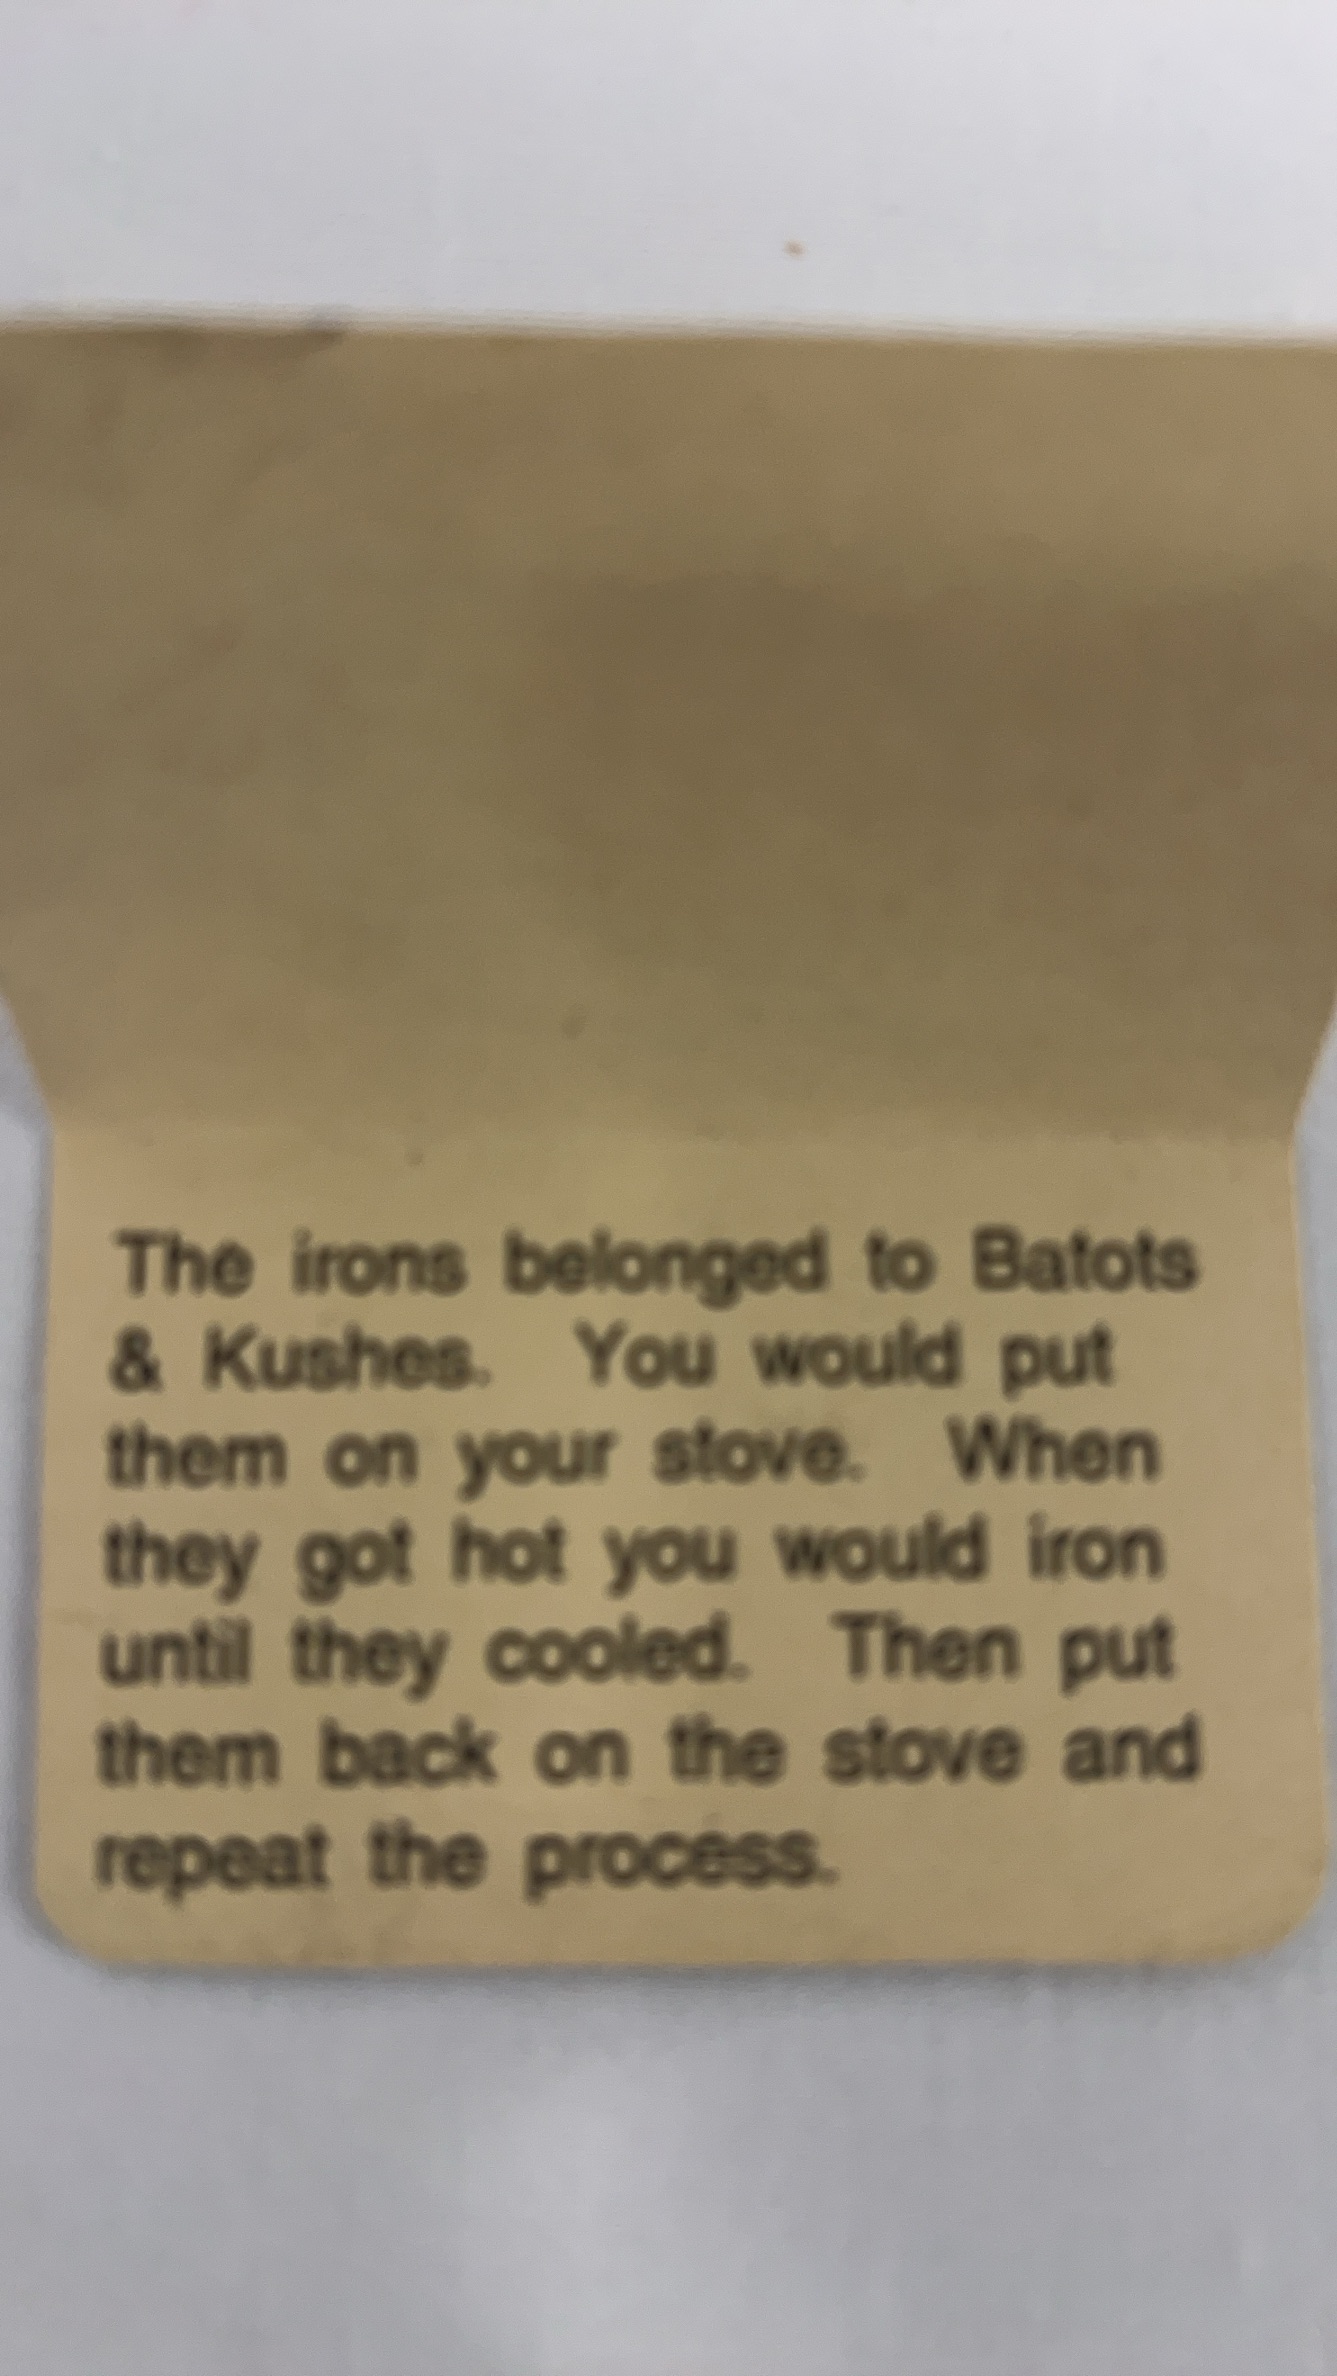 The irons belonged to Batots
& Kushes. You would put
them on your stove. When
they got hot you would iron
until they cooled. Then put
them back on the stove and
repeat the process.